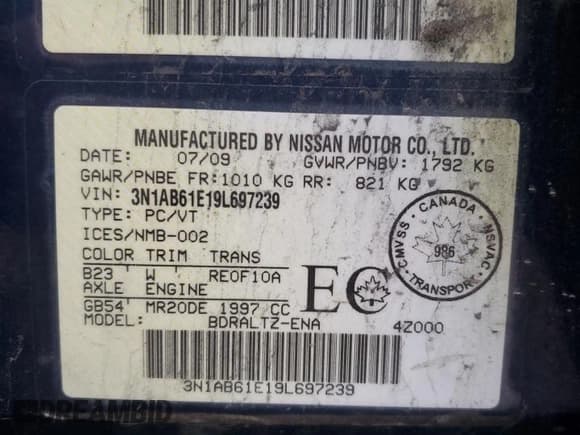 MANUFACTURED BY NISSAN MOTOR CO., LTD.
DATE: 07/09 GVWR/PNBV: 1792 KG
GAWR/PNBE FR:1010 KG RR: 821 KG
VIN: 3N1AB61E19L697239
TYPE: PC/VT
ICES/NMB-002
COLOR TRIM TRANS
B23 ' W ' RE0F10A
AXLE ENGINE
GB54' MR20DE 1997 CC
MODEL: BDRALTZ-ENA 4Z000
EC
CANADA
CMVSS NSVAC
986
TRANSPORT
3N1AB61E19L697239
DREAMBID